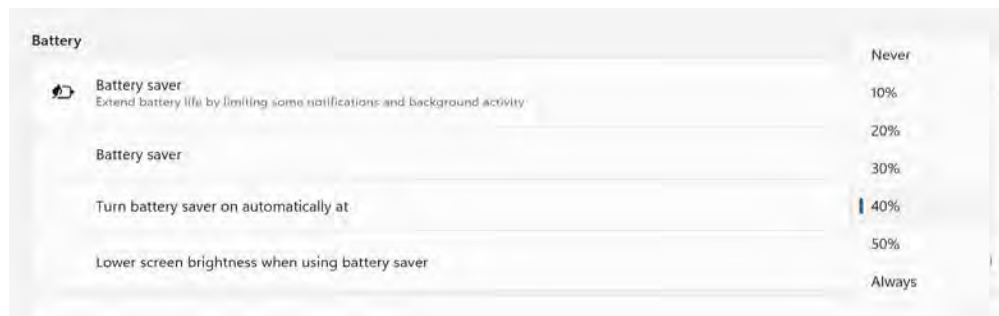 Battery
Battery saver
Extend battery life by limiting some notifications and background activity
Battery saver
Turn battery saver on automatically at
Lower screen brightness when using battery saver
Never
10%
20%
30%
40%
50%
Always